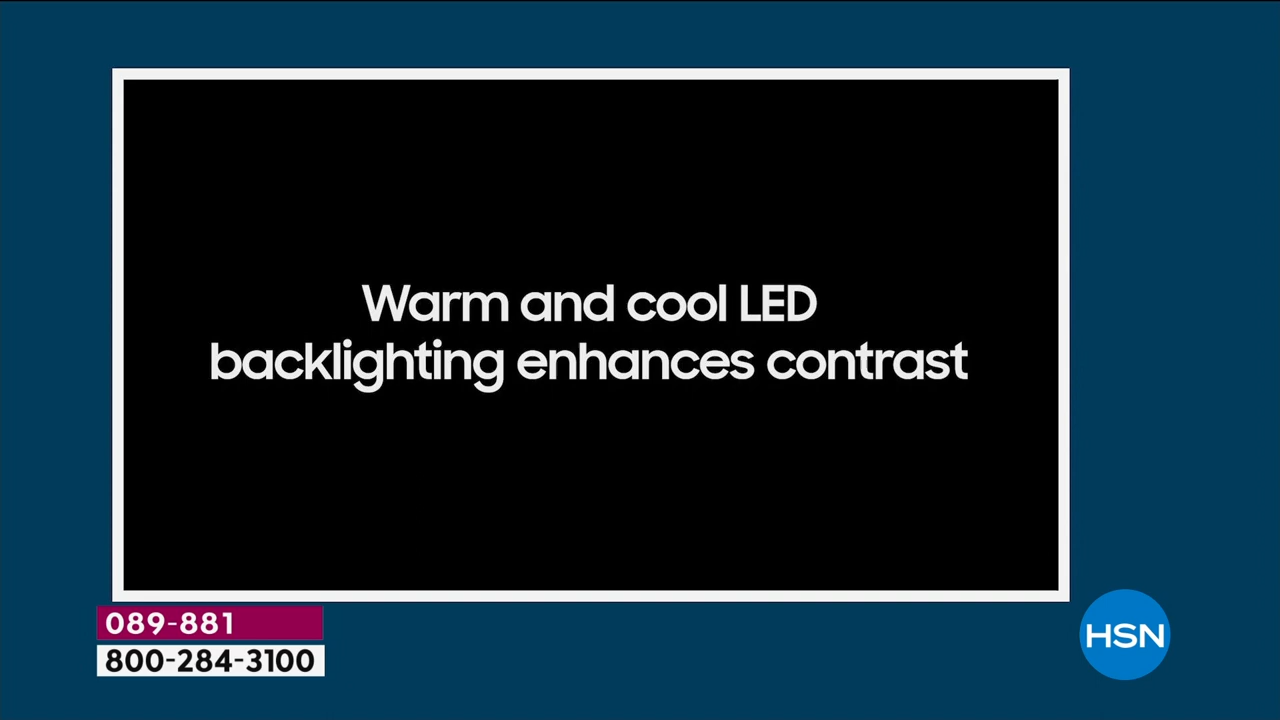 Warm and cool LED
backlighting enhances contrast
089-881
800-284-3100
HSN